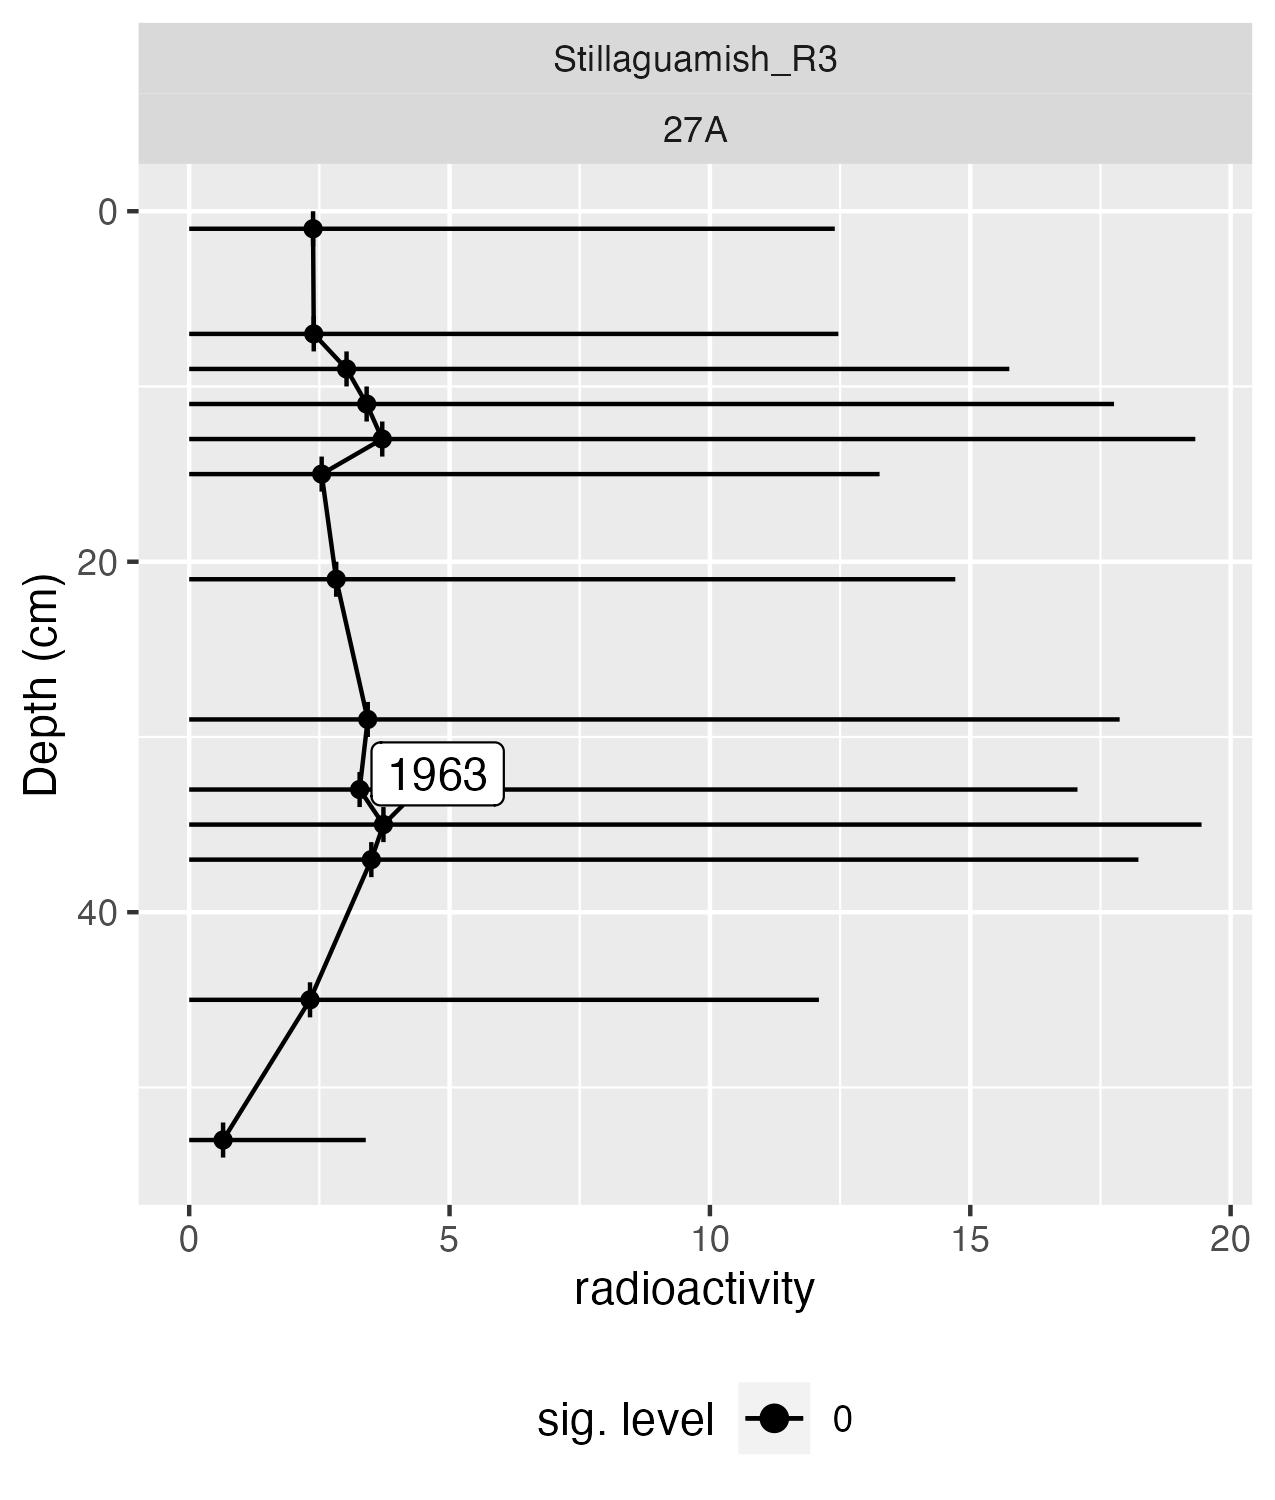 Stillaguamish_R3
27A
0
20
40
Depth (cm)
1963
0 5 10 15 20
radioactivity
sig. level 0